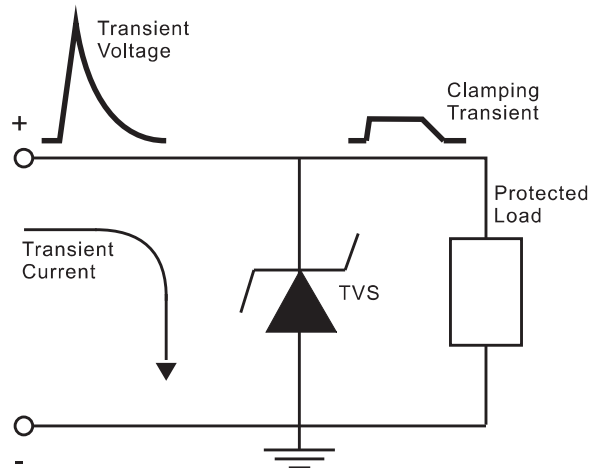 Transient
Voltage
Clamping
Transient
+
Protected
Load
Transient
Current
TVS
-